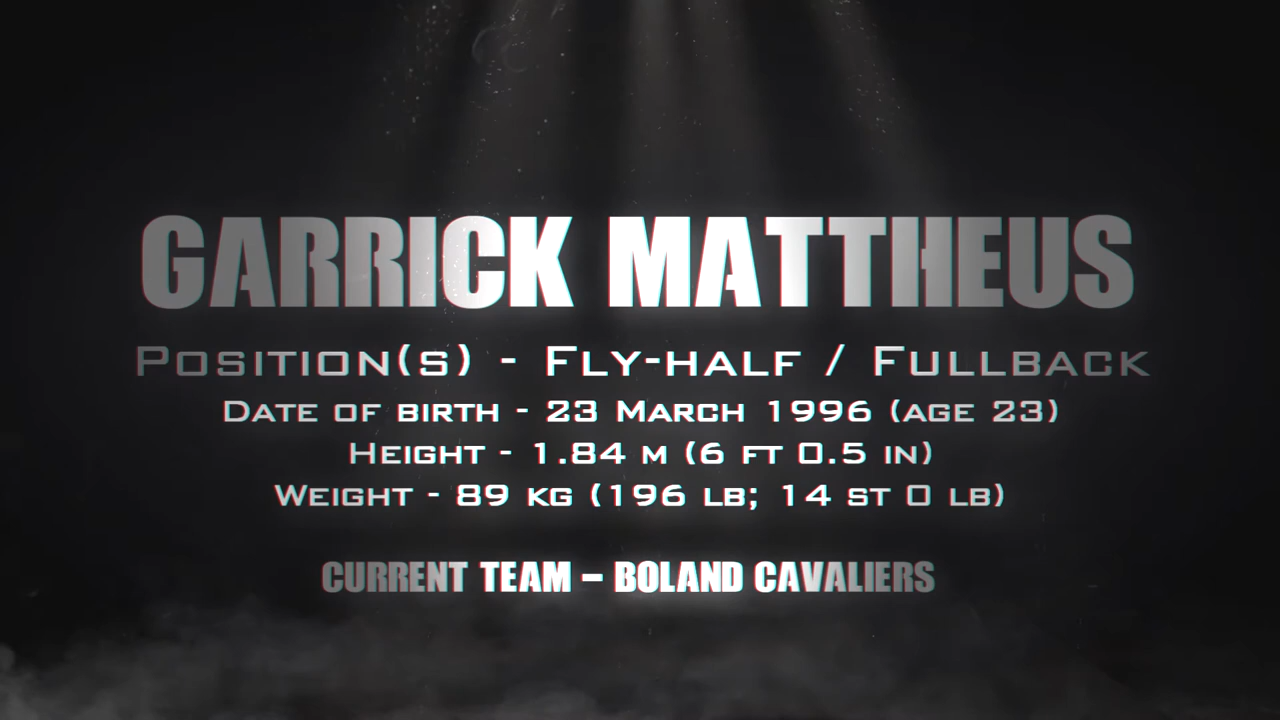 GARRICK MATTHEUS
Position(s) - Fly-half / Fullback
Date of birth - 23 March 1996 (age 23)
Height - 1.84 m (6 ft 0.5 in)
Weight - 89 kg (196 lb; 14 st 0 lb)
CURRENT TEAM – BOLAND CAVALIERS